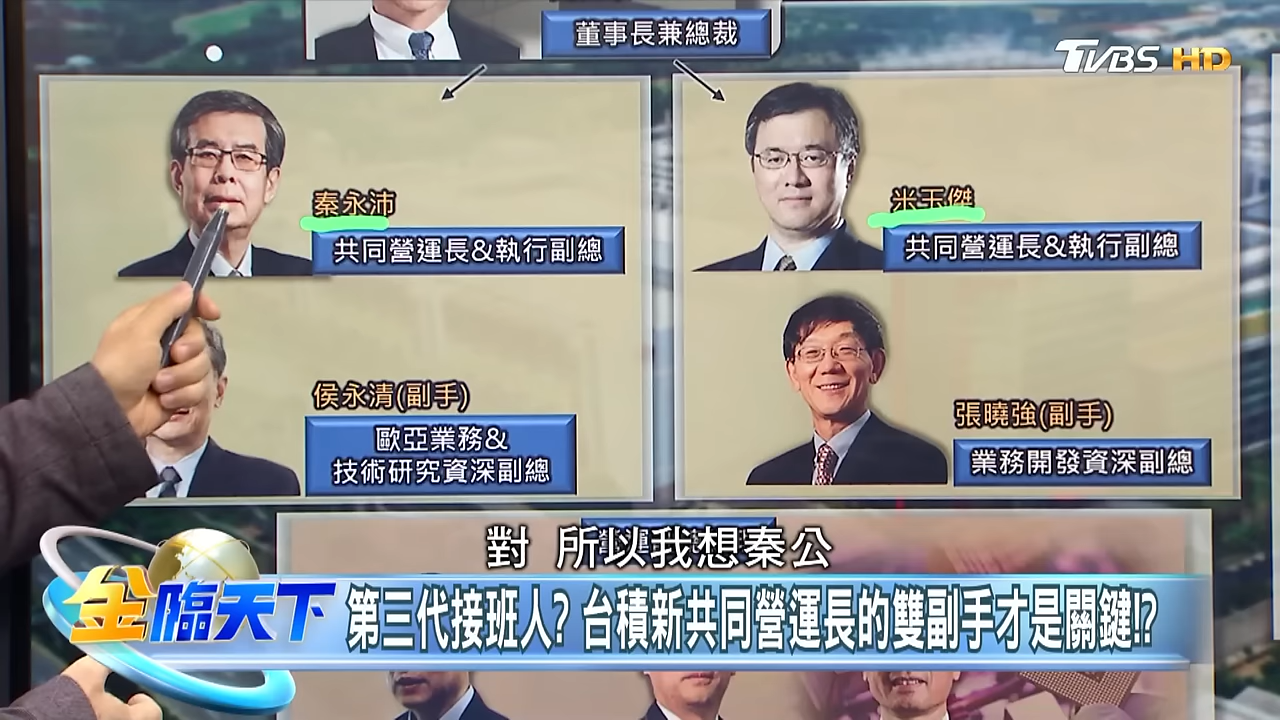 董事長兼總裁
TVBS HD
秦永沛
共同營運長&執行副總
米玉傑
共同營運長&執行副總
侯永清(副手)
歐亞業務&
技術研究資深副總
張曉強(副手)
業務開發資深副總
對 所以我想秦公
金臨天下
第三代接班人? 台積新共同營運長的雙副手才是關鍵!?